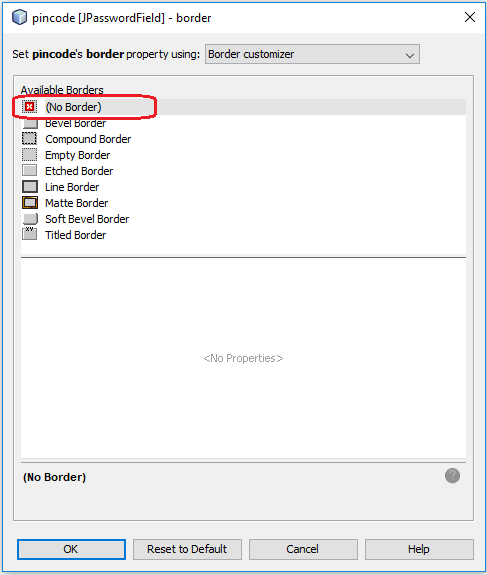 pincode [JPasswordField] - border
Set pincode's border property using: Border customizer
Available Borders
(No Border)
Bevel Border
Compound Border
Empty Border
Etched Border
Line Border
Matte Border
Soft Bevel Border
XY Titled Border
<No Properties>
(No Border) ?
OK Reset to Default Cancel Help